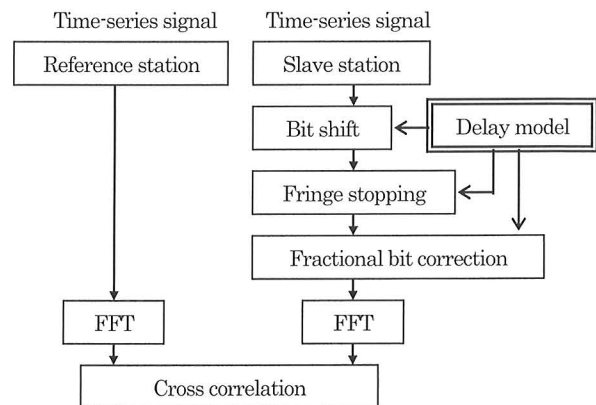 Time-series signal
Time-series signal
Reference station
Slave station
Bit shift
Delay model
Fringe stopping
Fractional bit correction
FFT
FFT
Cross correlation